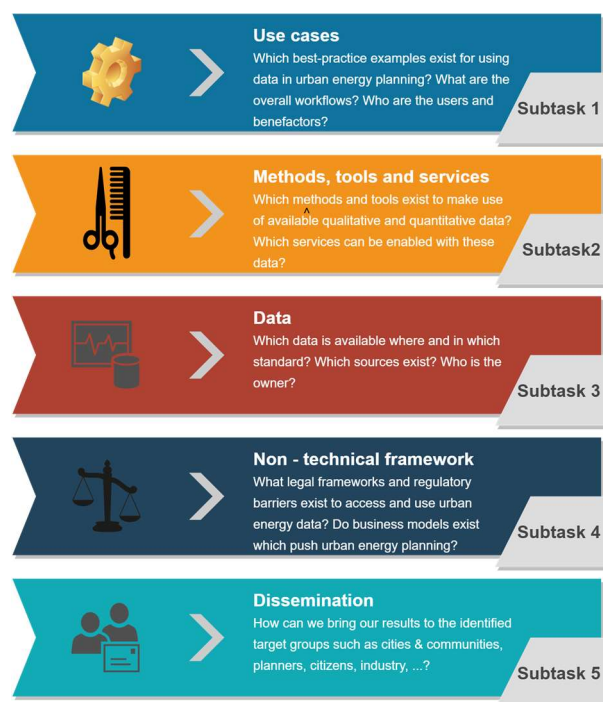 Use cases
Which best-practice examples exist for using
data in urban energy planning? What are the
overall workflows? Who are the users and
benefactors?
Subtask 1
Methods, tools and services
Which methods and tools exist to make use
of available qualitative and quantitative data?
Which services can be enabled with these
data?
Subtask2
Data
Which data is available where and in which
standard? Which sources exist? Who is the
owner?
Subtask 3
Non - technical framework
What legal frameworks and regulatory
barriers exist to access and use urban
energy data? Do business models exist
which push urban energy planning?
Subtask 4
Dissemination
How can we bring our results to the identified
target groups such as cities & communities,
planners, citizens, industry, ...?
Subtask 5